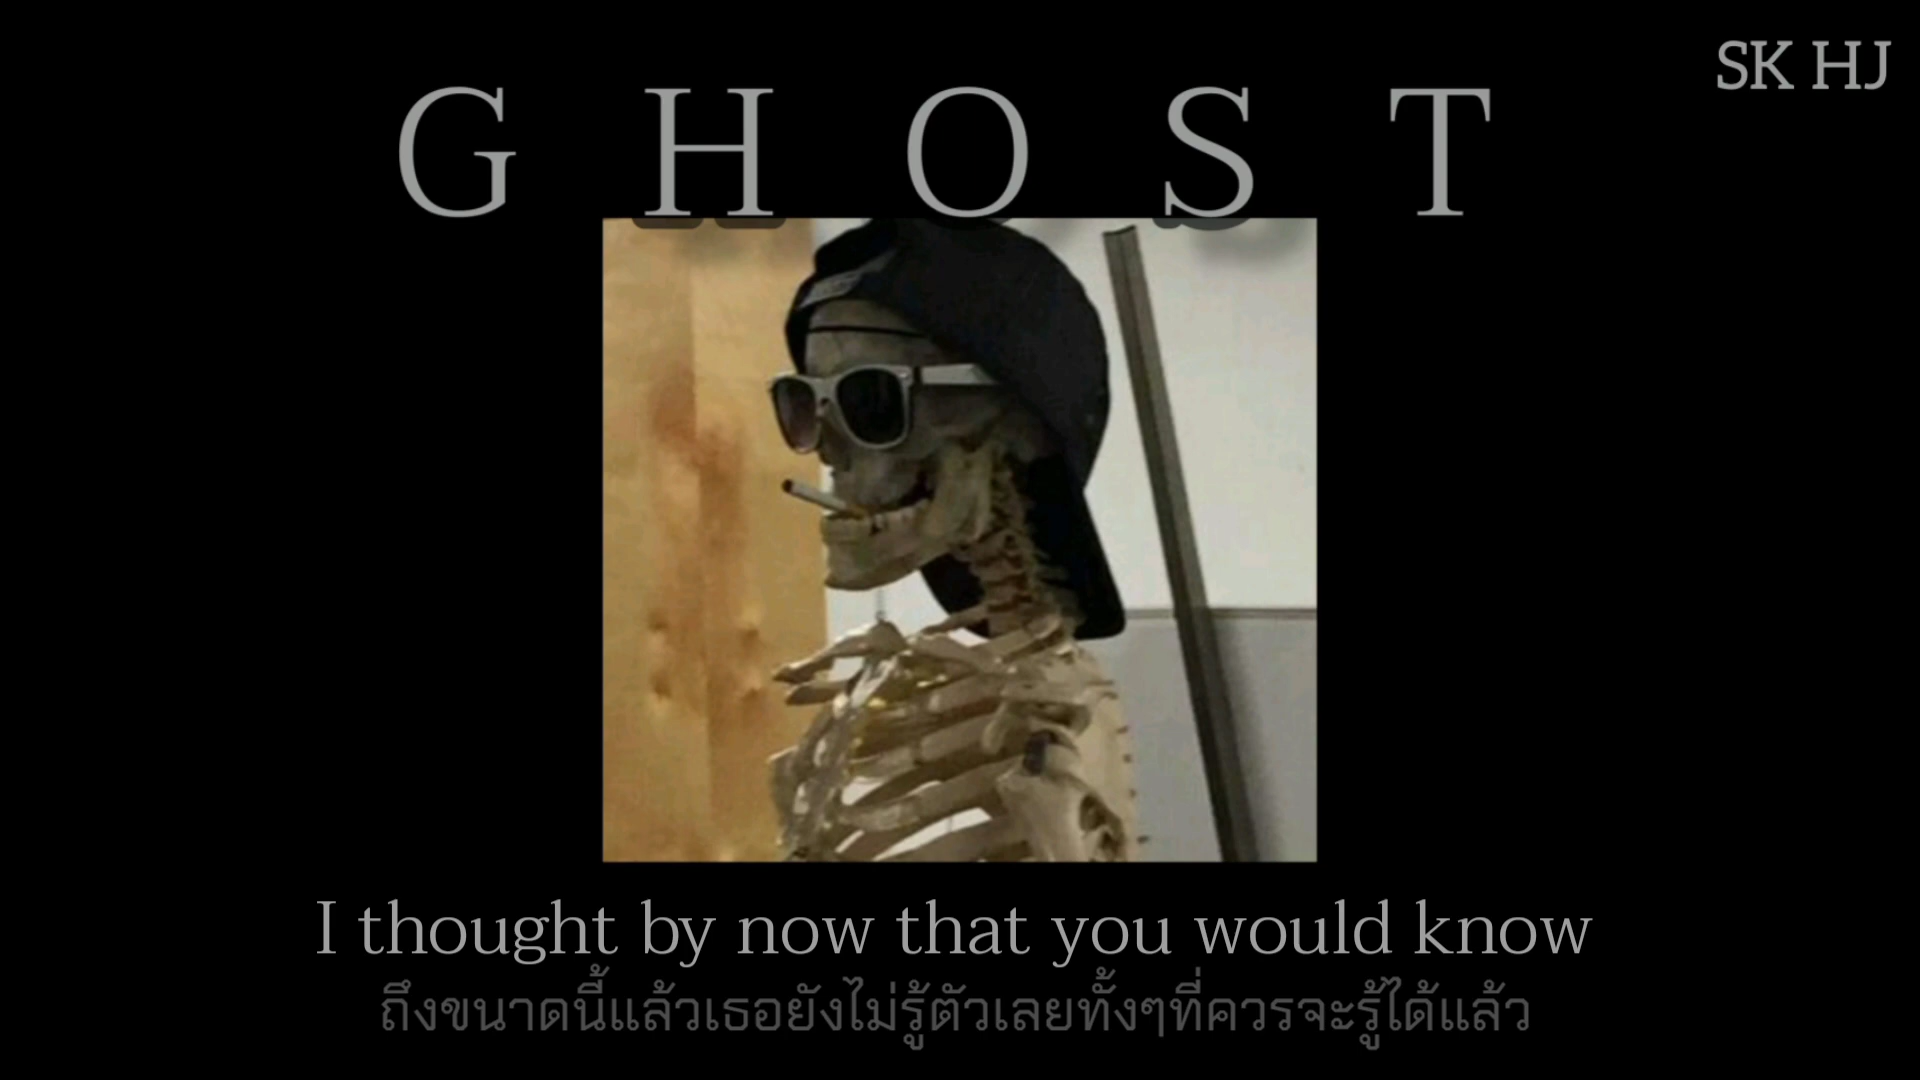 SK HJ
G H O S T
I thought by now that you would know
ถึงขนาดนี้แล้วเธอยังไม่รู้ตัวเลยทั้งๆที่ควรจะรู้ได้แล้ว